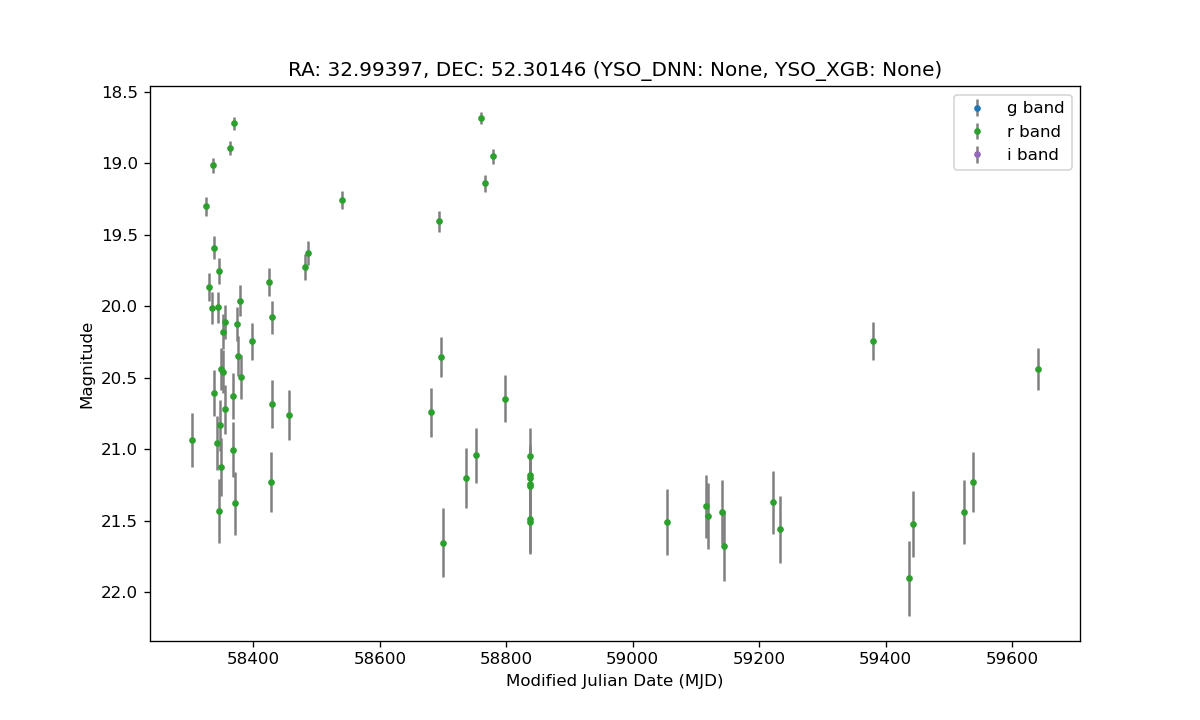 RA: 32.99397, DEC: 52.30146 (YSO_DNN: None, YSO_XGB: None)
g band
r band
i band
Magnitude
18.5
19.0
19.5
20.0
20.5
21.0
21.5
22.0
58400 58600 58800 59000 59200 59400 59600
Modified Julian Date (MJD)